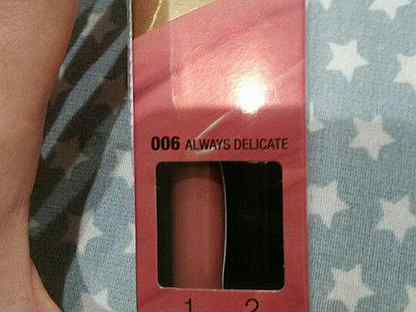 006 ALWAYS DELICATE
1 2